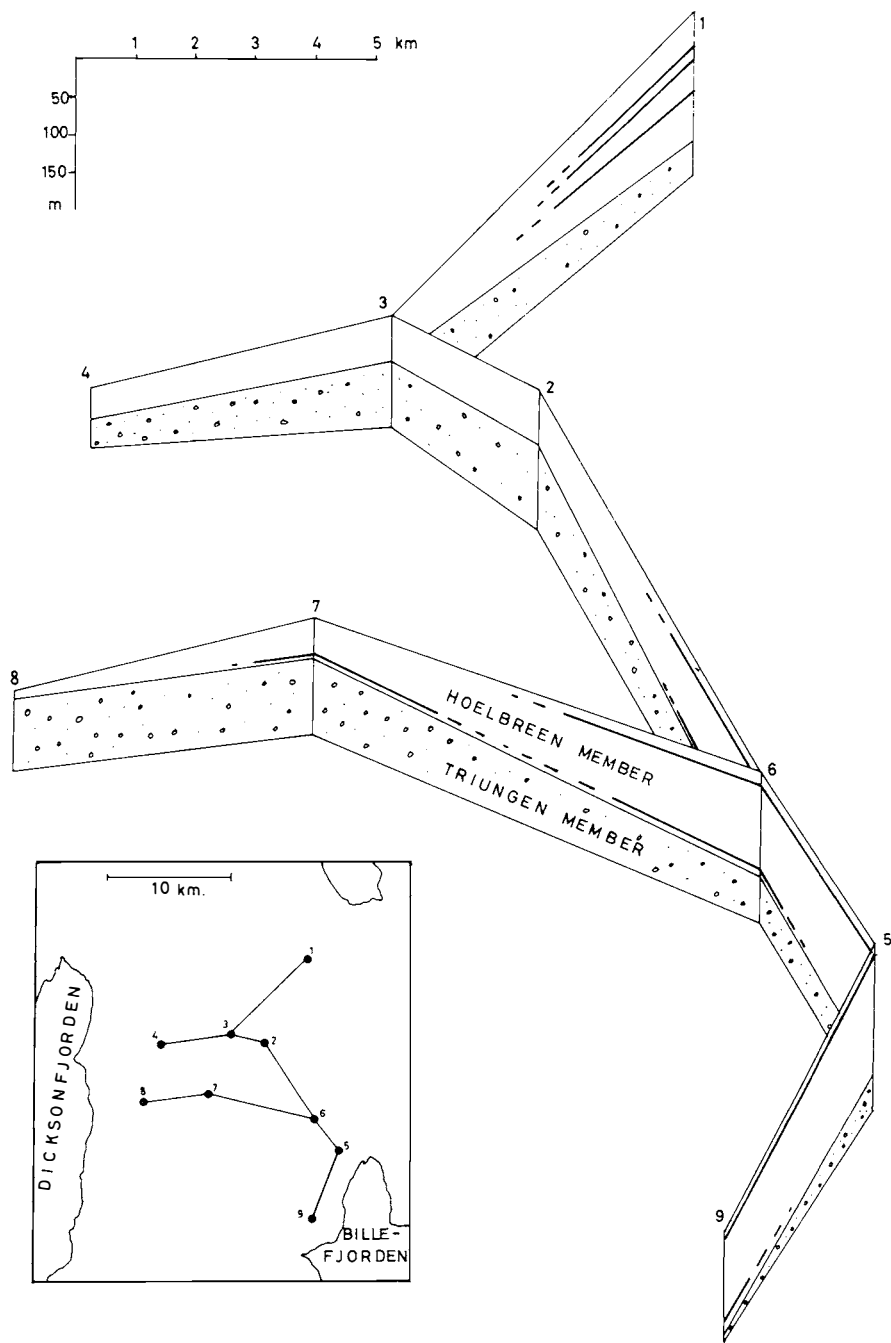 1 2 3 4 5 km
50
100
150
m
1
3
4
2
7
8
HOELBREEN MEMBER
TRIUNGEN MEMBER
6
5
9
10 km.
DICKSONFJORDEN
1
3
2
4
7
8
6
5
9
BILLE-
FJORDEN